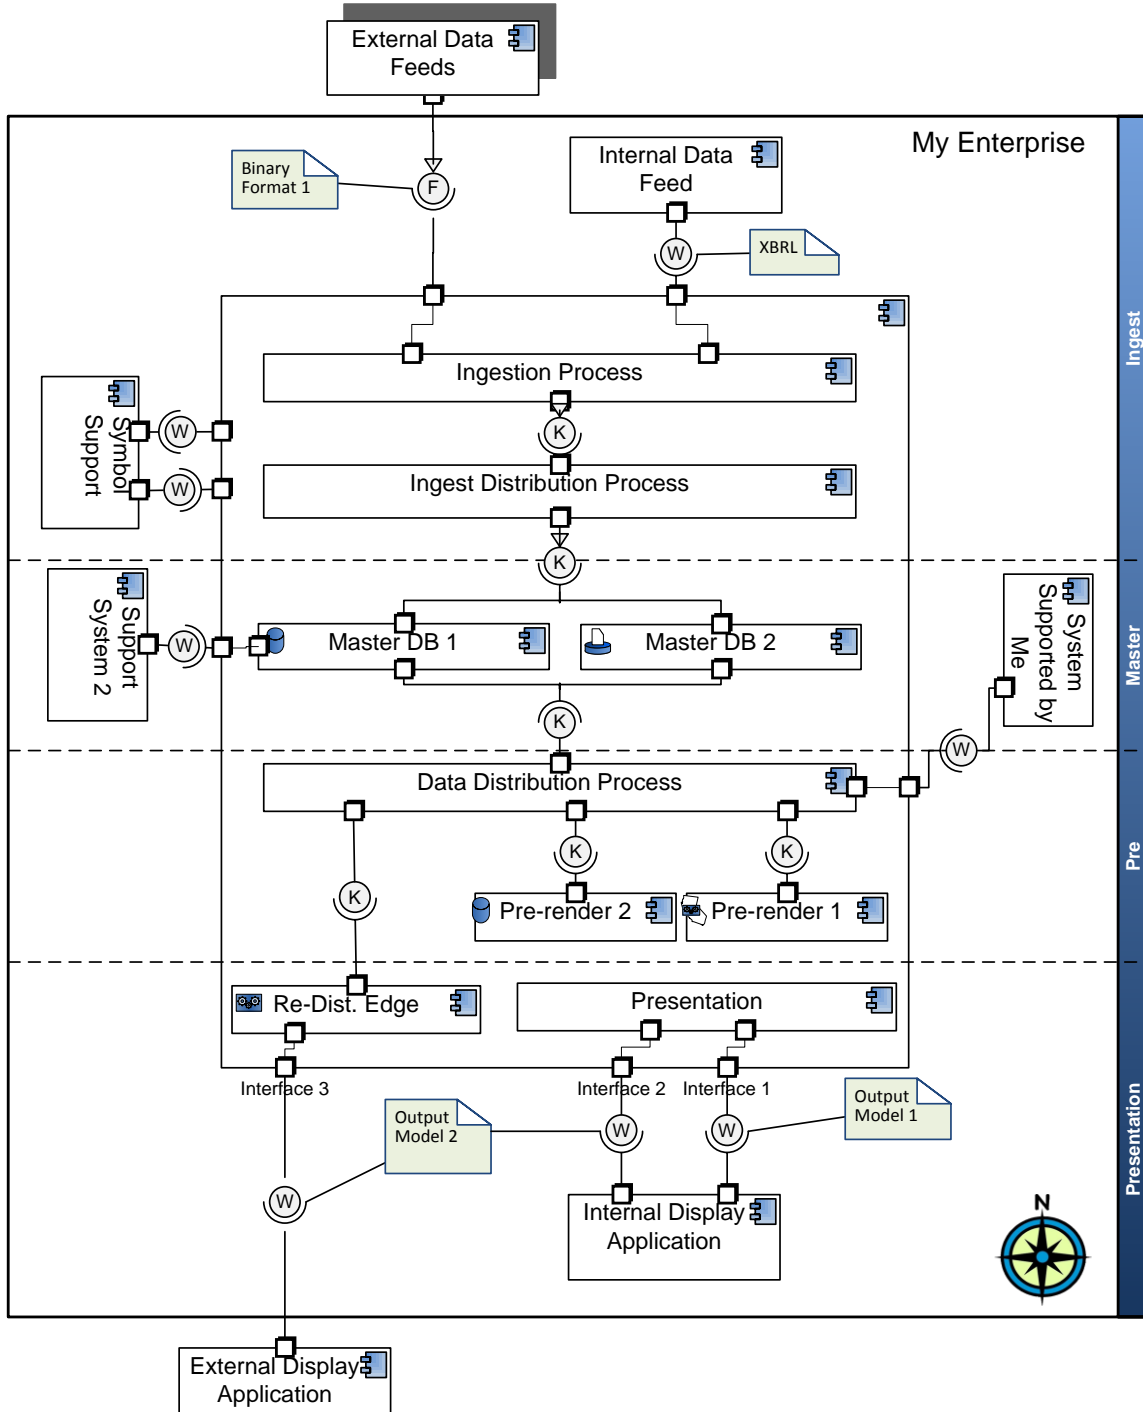 External Data
Feeds
My Enterprise
Binary
Format 1
F
Internal Data
Feed
W
XBRL
Ingest
Ingestion Process
K
Symbol
Support
W
W
Ingest Distribution Process
K
Support
System 2
W
Master DB 1
Master DB 2
System
Supported by
Me
Master
K
W
Data Distribution Process
K
K
K
Pre
Pre-render 2
Pre-render 1
Re-Dist. Edge
Presentation
Interface 3
Interface 2
Interface 1
Output
Model 2
W
W
Output
Model 1
Presentation
W
Internal Display
Application
N
External Display
Application